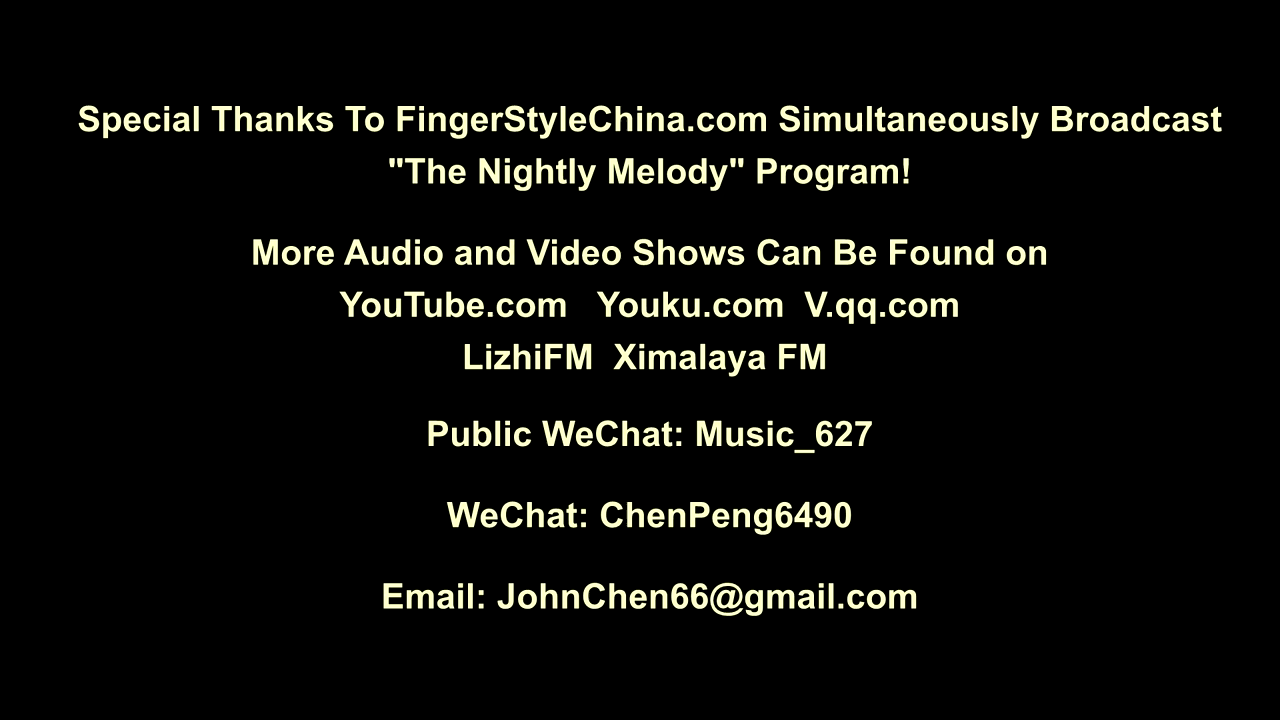 Special Thanks To FingerStyleChina.com Simultaneously Broadcast
"The Nightly Melody" Program!
More Audio and Video Shows Can Be Found on
YouTube.com   Youku.com  V.qq.com
LizhiFM  Ximalaya FM
Public WeChat: Music_627
WeChat: ChenPeng6490
Email: JohnChen66@gmail.com